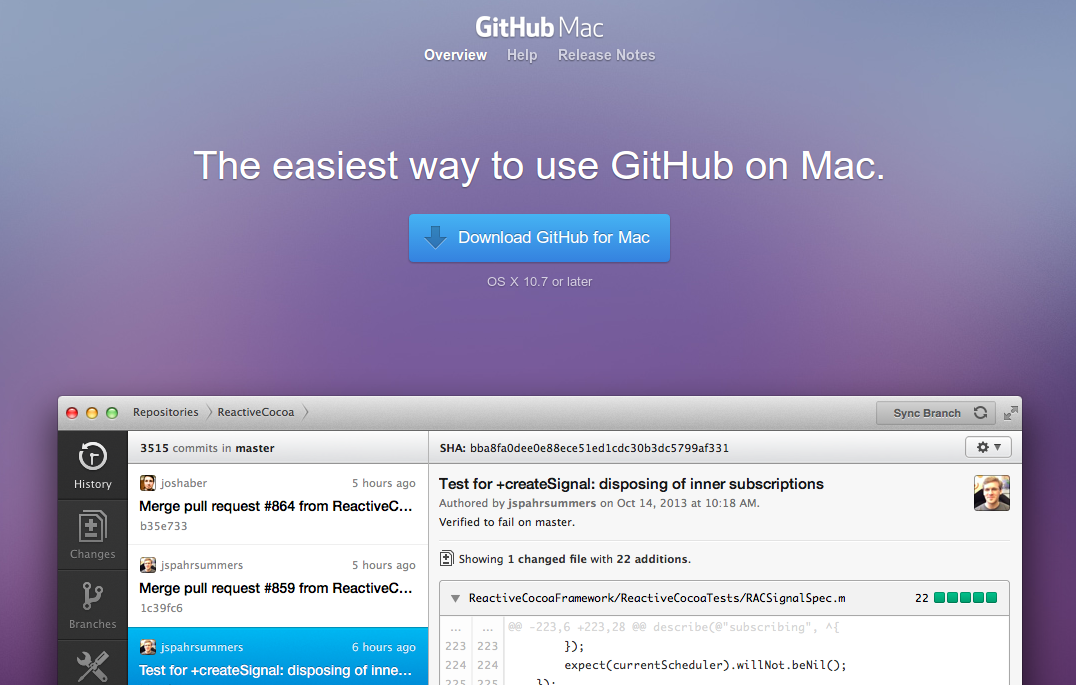 GitHub Mac
Overview Help Release Notes
The easiest way to use GitHub on Mac.
Download GitHub for Mac
OS X 10.7 or later
Repositories ReactiveCocoa
Sync Branch
History
Changes
Branches
3515 commits in master
joshaber 5 hours ago
Merge pull request #864 from ReactiveC...
b35e733
jspahrsummers 5 hours ago
Merge pull request #859 from ReactiveC...
1c39fc6
jspahrsummers 6 hours ago
Test for +createSignal: disposing of inne...
SHA: bba8fa0dee0e88ece51ed1cdc30b3dc5799af331
Test for +createSignal: disposing of inner subscriptions
Authored by jspahrsummers on Oct 14, 2013 at 10:18 AM.
Verified to fail on master.
Showing 1 changed file with 22 additions.
ReactiveCocoaFramework/ReactiveCocoaTests/RACSignalSpec.m 22
... ... @@ -223,6 +223,28 @@ describe(@"subscribing", ^{
223 223 });
224 224 expect(currentScheduler).willNot.beNil();
225 225 });